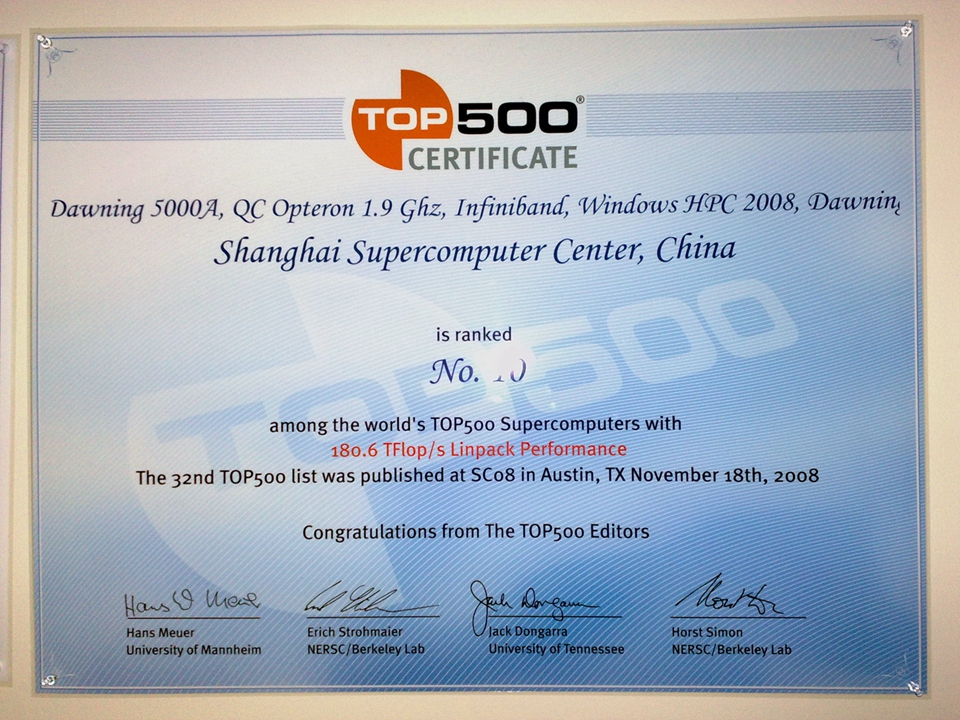 TOP500®
CERTIFICATE
Dawning 5000A, QC Opteron 1.9 Ghz, Infiniband, Windows HPC 2008, Dawning
Shanghai Supercomputer Center, China
is ranked
No. 10
among the world's TOP500 Supercomputers with
180.6 TFlop/s Linpack Performance
The 32nd TOP500 list was published at SC08 in Austin, TX November 18th, 2008
Congratulations from The TOP500 Editors
Hans Meuer Erich Strohmaier Jack Dongarra Horst Simon
University of Mannheim NERSC/Berkeley Lab University of Tennessee NERSC/Berkeley Lab